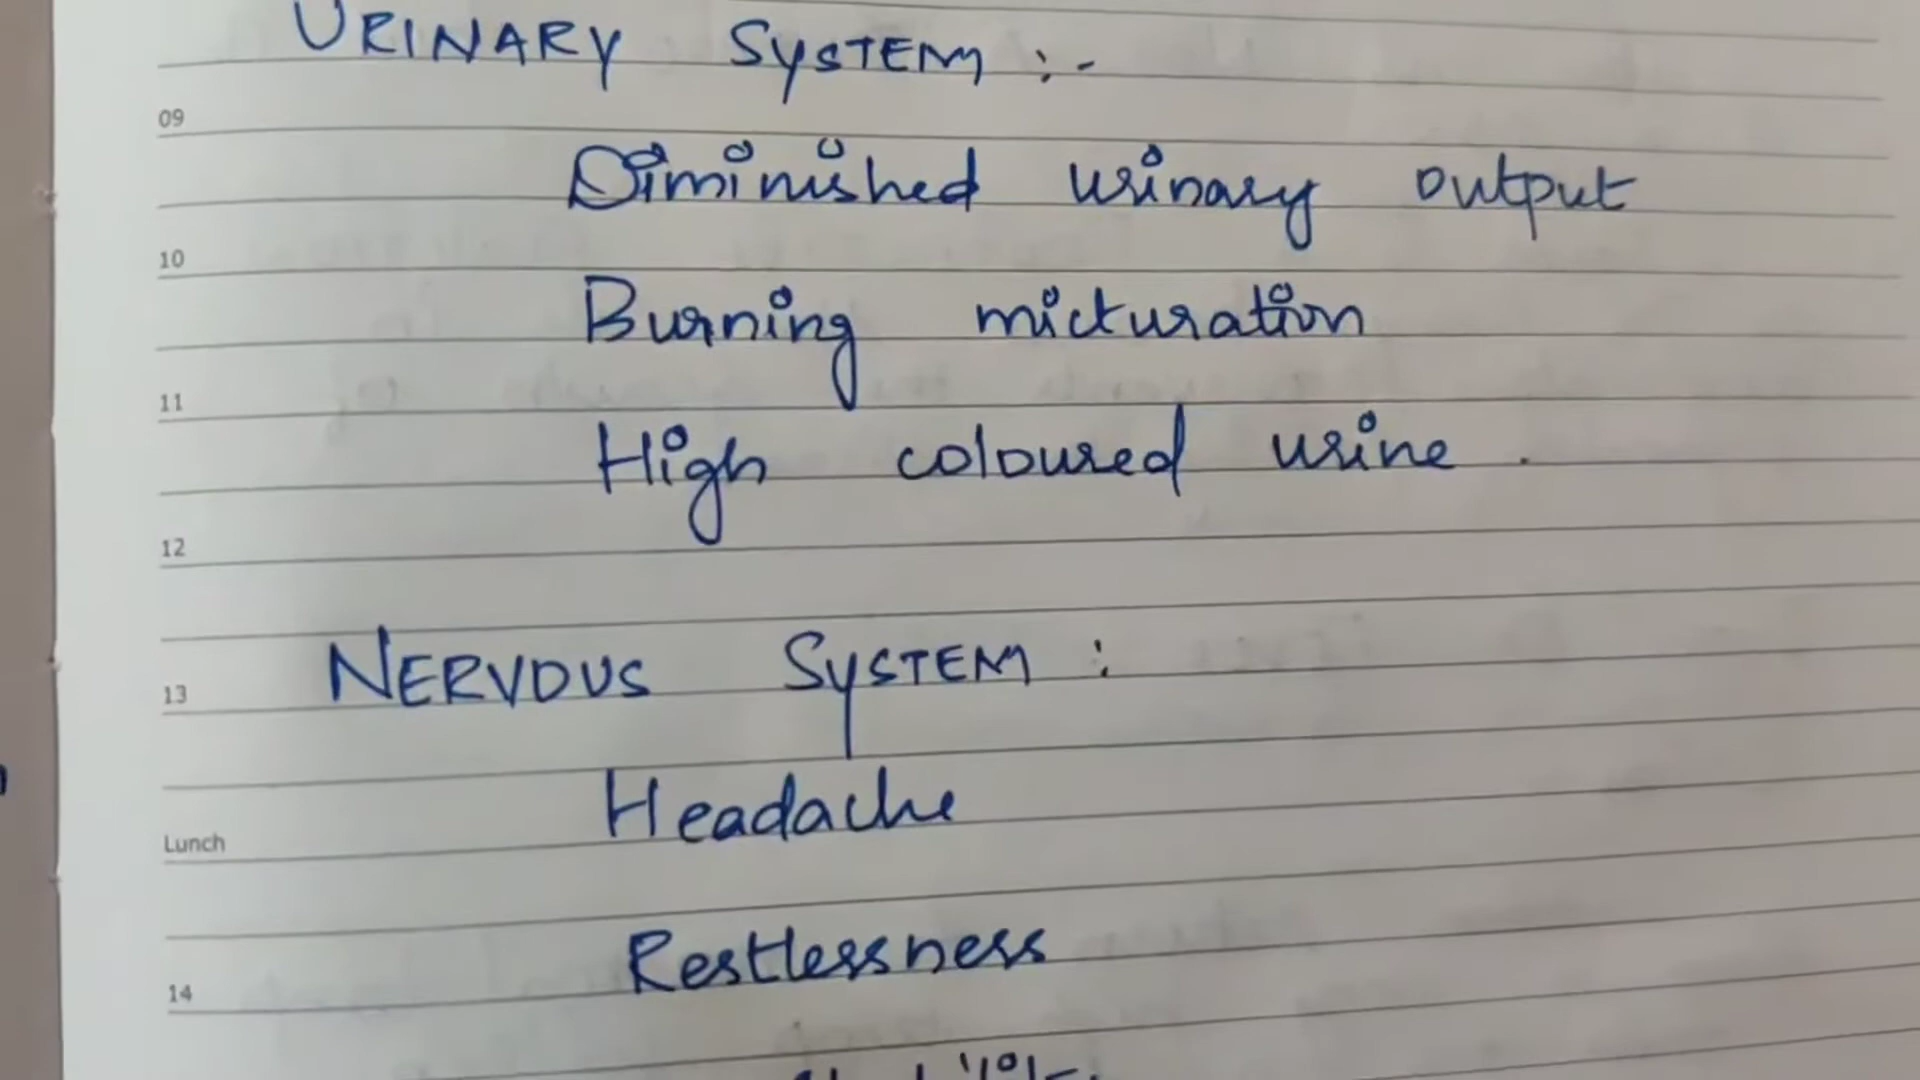 URINARY SYSTEM :-
09
Diminished urinary output
10
Burning micturation
11
High coloured urine .
12
NERVOUS SYSTEM :
13
Headache
Lunch
Restlessness
14